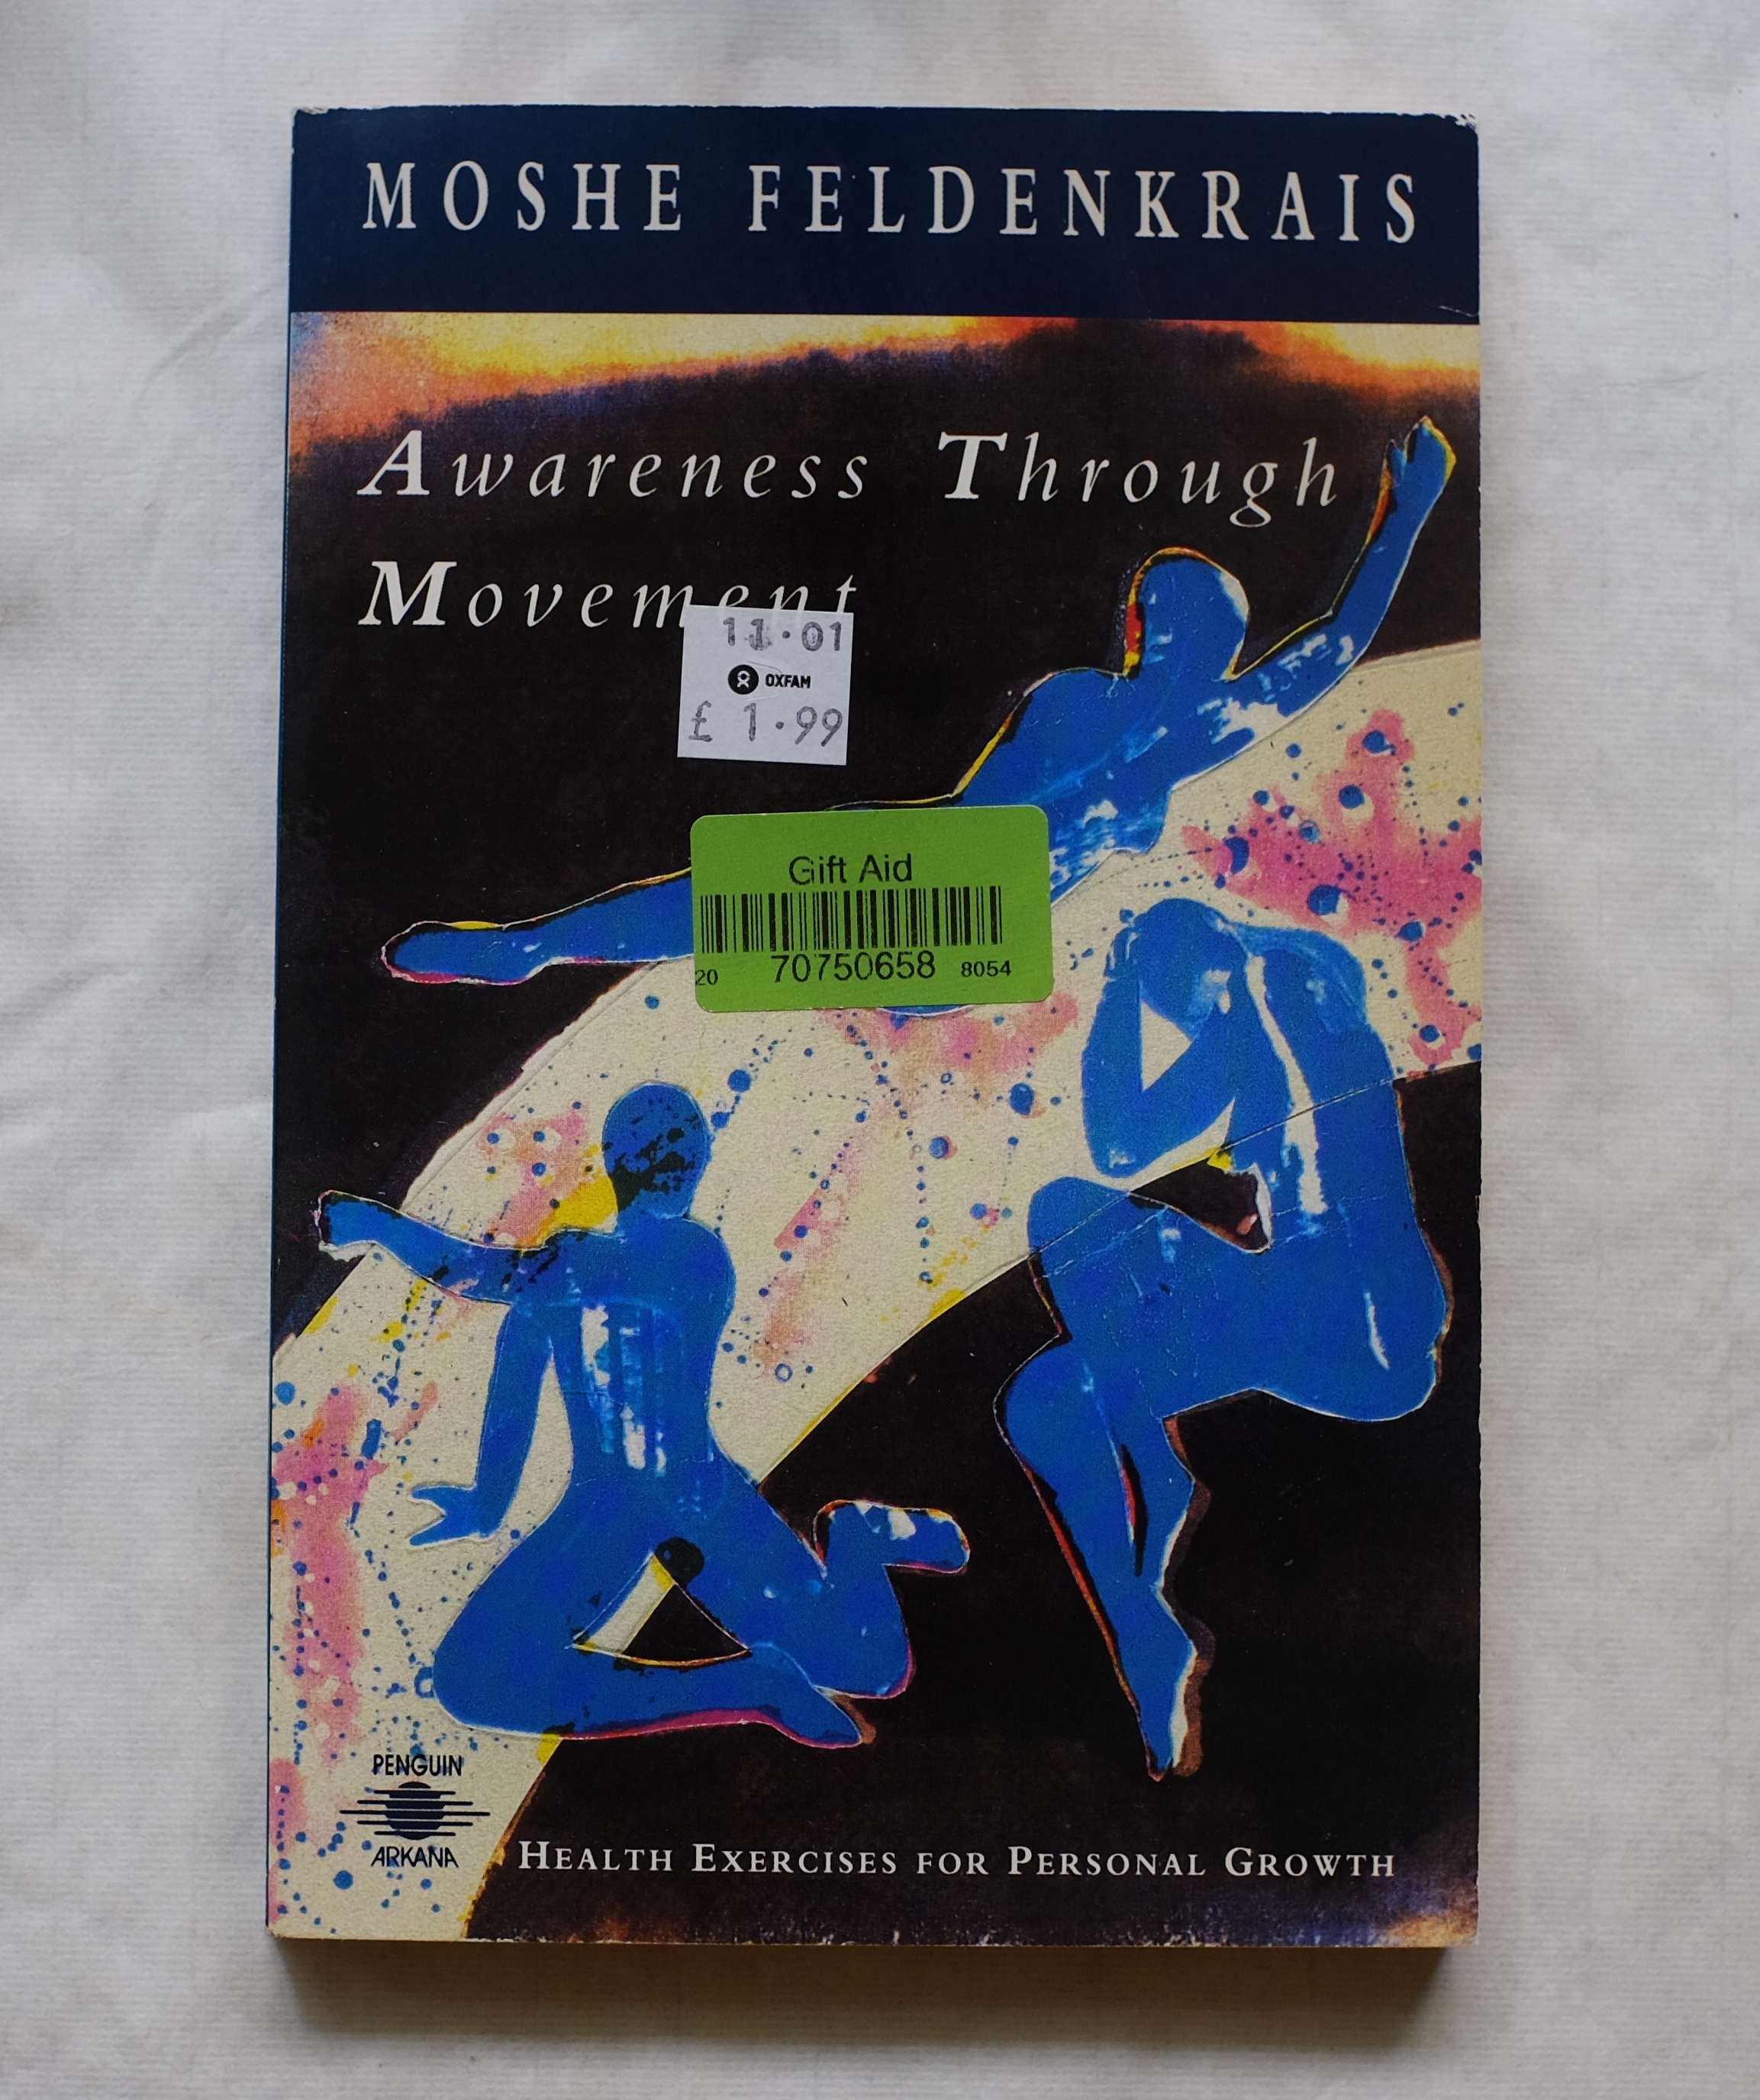 MOSHE FELDENKRAIS
Awareness Through
Movement
11·01
OXFAM
£ 1·99
Gift Aid
20 70750658 8054
PENGUIN
ARKANA
HEALTH EXERCISES FOR PERSONAL GROWTH